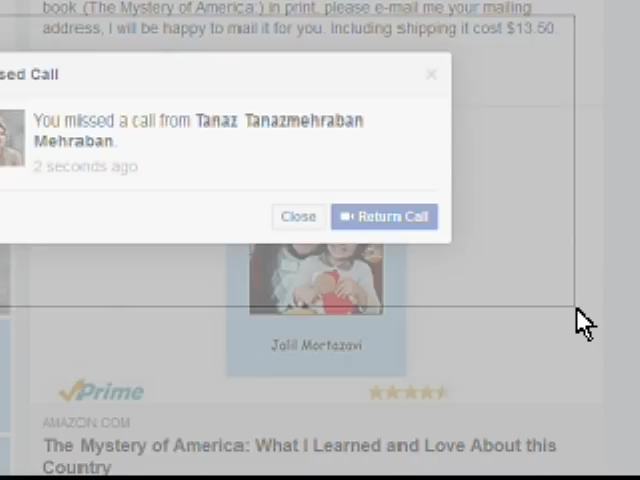 book (The Mystery of America:) in print, please e-mail me your mailing
address, I will be happy to mail it for you. Including shipping it cost $13.50.
sed Call
You missed a call from Tanaz Tanazmehraban
Mehraban.
2 seconds ago
Close Return Call
Jalil Mortazavi
Prime
AMAZON.COM
The Mystery of America: What I Learned and Love About this
Country